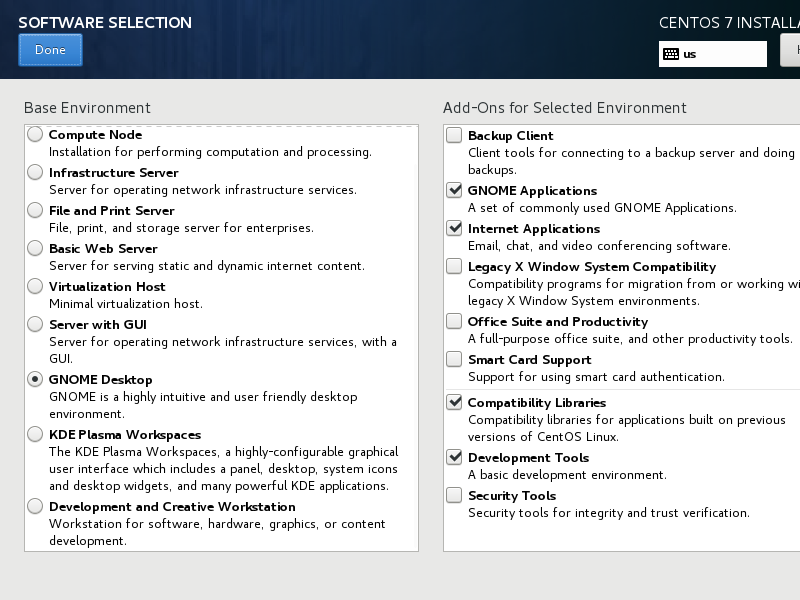 SOFTWARE SELECTION
CENTOS 7 INSTALLA
Done
us
H
Base Environment
Compute Node
Installation for performing computation and processing.
Infrastructure Server
Server for operating network infrastructure services.
File and Print Server
File, print, and storage server for enterprises.
Basic Web Server
Server for serving static and dynamic internet content.
Virtualization Host
Minimal virtualization host.
Server with GUI
Server for operating network infrastructure services, with a
GUI.
GNOME Desktop
GNOME is a highly intuitive and user friendly desktop
environment.
KDE Plasma Workspaces
The KDE Plasma Workspaces, a highly-configurable graphical
user interface which includes a panel, desktop, system icons
and desktop widgets, and many powerful KDE applications.
Development and Creative Workstation
Workstation for software, hardware, graphics, or content
development.
Add-Ons for Selected Environment
Backup Client
Client tools for connecting to a backup server and doing
backups.
GNOME Applications
A set of commonly used GNOME Applications.
Internet Applications
Email, chat, and video conferencing software.
Legacy X Window System Compatibility
Compatibility programs for migration from or working wi
legacy X Window System environments.
Office Suite and Productivity
A full-purpose office suite, and other productivity tools.
Smart Card Support
Support for using smart card authentication.
Compatibility Libraries
Compatibility libraries for applications built on previous
versions of CentOS Linux.
Development Tools
A basic development environment.
Security Tools
Security tools for integrity and trust verification.